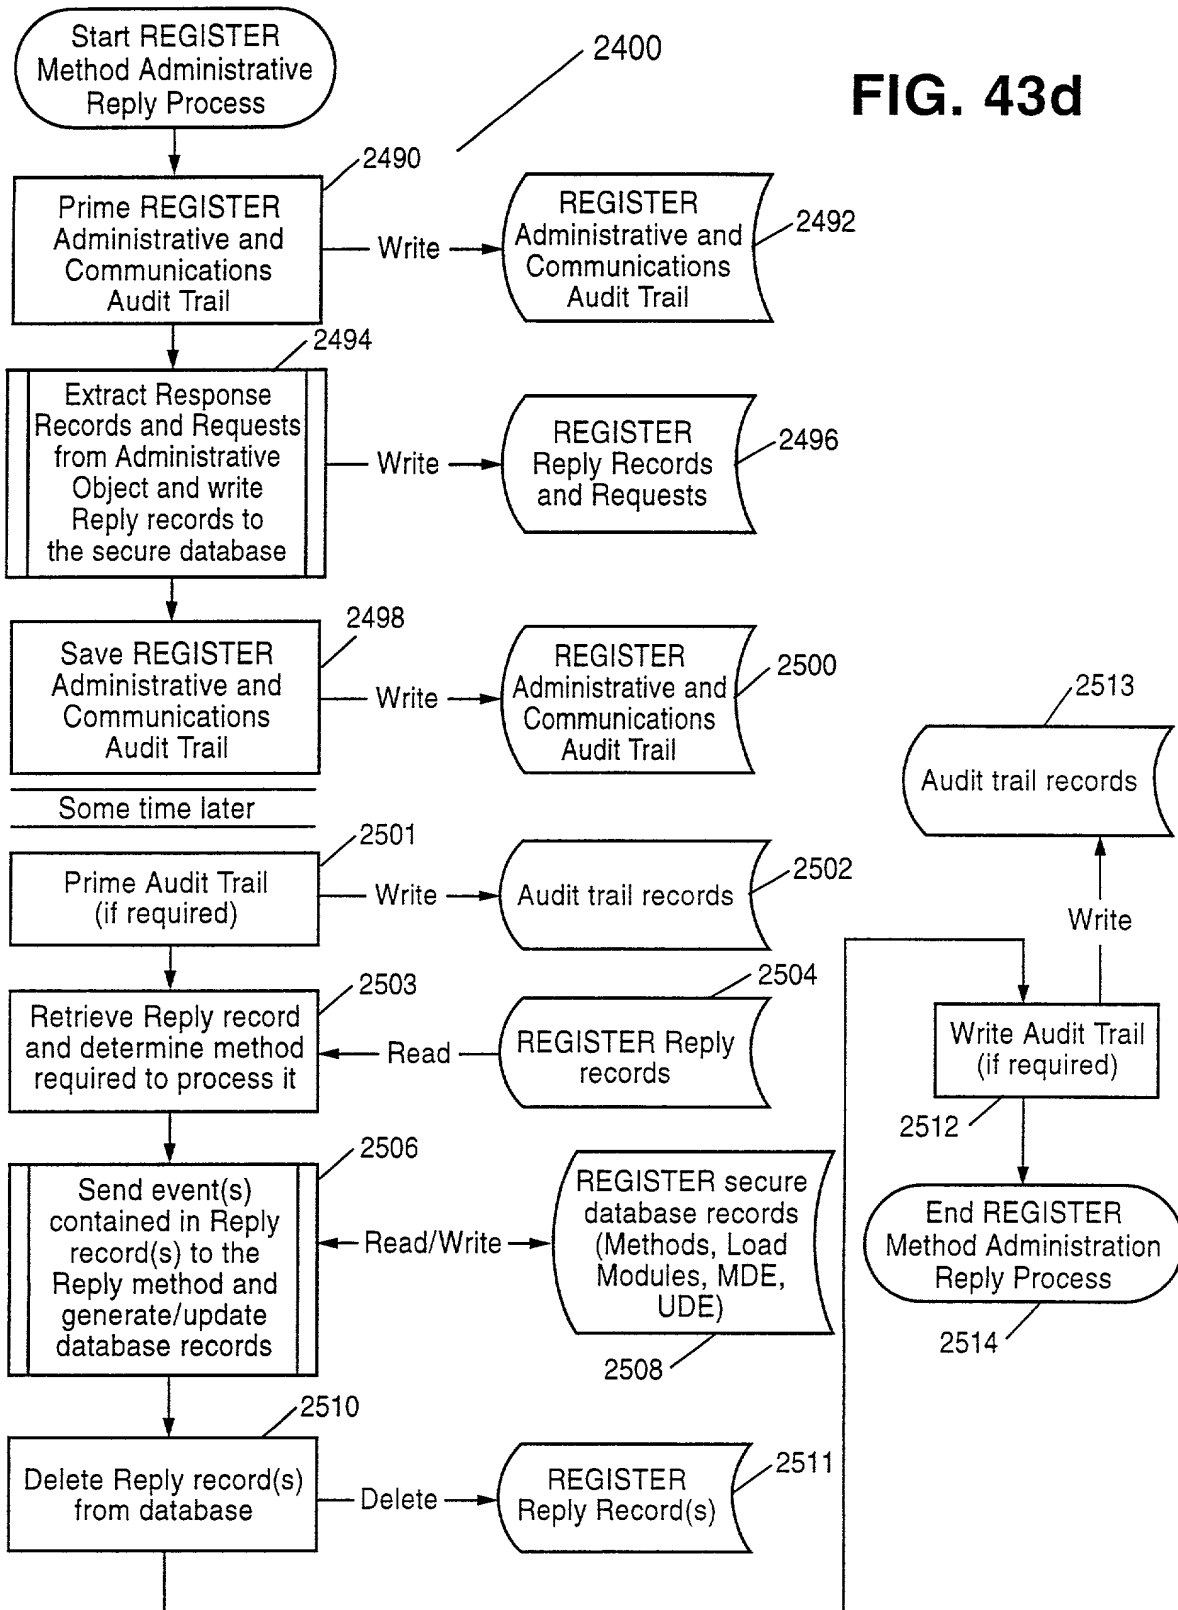 Start REGISTER
Method Administrative
Reply Process
2400
FIG. 43d
2490
Prime REGISTER
Administrative and
Communications
Audit Trail
Write
REGISTER
Administrative and
Communications
Audit Trail
2492
2494
Extract Response
Records and Requests
from Administrative
Object and write
Reply records to
the secure database
Write
REGISTER
Reply Records
and Requests
2496
2498
Save REGISTER
Administrative and
Communications
Audit Trail
Write
REGISTER
Administrative and
Communications
Audit Trail
2500
Some time later
2501
Prime Audit Trail
(if required)
Write
Audit trail records
2502
2503
Retrieve Reply record
and determine method
required to process it
Read
2504
REGISTER Reply
records
2506
Send event(s)
contained in Reply
record(s) to the
Reply method and
generate/update
database records
Read/Write
REGISTER secure
database records
(Methods, Load
Modules, MDE,
UDE)
2508
2510
Delete Reply record(s)
from database
Delete
REGISTER
Reply Record(s)
2511
2513
Audit trail records
Write
Write Audit Trail
(if required)
2512
End REGISTER
Method Administration
Reply Process
2514